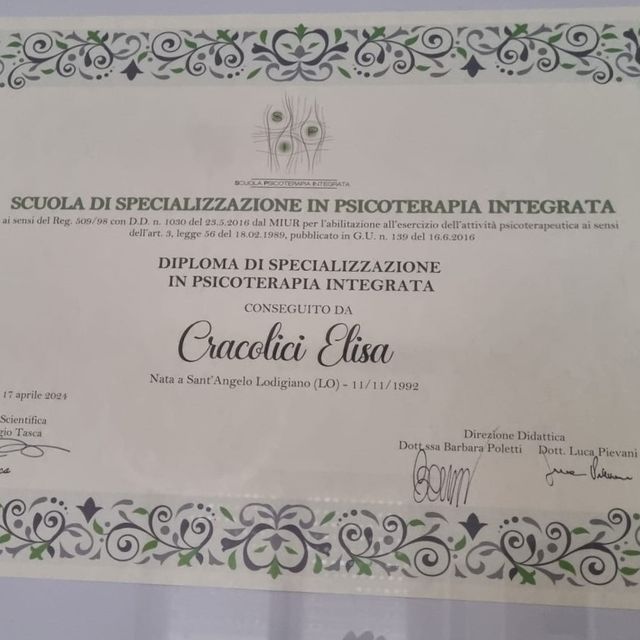 S P I
SCUOLA PSICOTERAPIA INTEGRATA
SCUOLA DI SPECIALIZZAZIONE IN PSICOTERAPIA INTEGRATA
ai sensi del Reg. 509/98 con D.D. n. 1030 del 23.5.2016 dal MIUR per l'abilitazione all'esercizio dell'attività psicoterapeutica ai sensi
dell'art. 3, legge 56 del 18.02.1989, pubblicato in G.U. n. 139 del 16.6.2016
DIPLOMA DI SPECIALIZZAZIONE
IN PSICOTERAPIA INTEGRATA
CONSEGUITO DA
Cracolici Elisa
Nata a Sant'Angelo Lodigiano (LO) - 11/11/1992
17 aprile 2024
Scientifica
gio Tasca
Direzione Didattica
Dott.ssa Barbara Poletti Dott. Luca Pievani